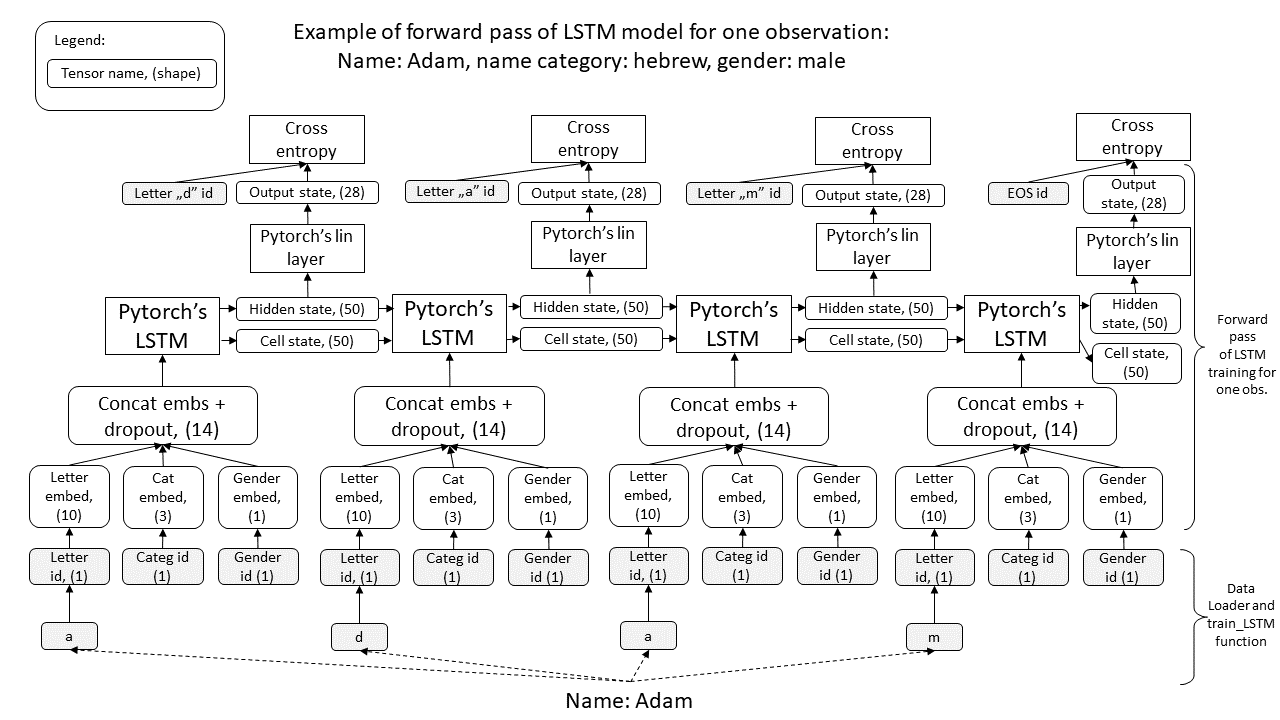 Legend:
Tensor name, (shape)
Example of forward pass of LSTM model for one observation:
Name: Adam, name category: hebrew, gender: male
Cross
entropy
Cross
entropy
Cross
entropy
Cross
entropy
Letter „d” id
Output state, (28)
Letter „a” id
Output state, (28)
Letter „m” id
Output state, (28)
EOS id
Output
state, (28)
Pytorch’s lin
layer
Pytorch’s lin
layer
Pytorch’s lin
layer
Pytorch’s lin
layer
Pytorch’s
LSTM
Hidden state, (50)
Cell state, (50)
Pytorch’s
LSTM
Hidden state, (50)
Cell state, (50)
Pytorch’s
LSTM
Hidden state, (50)
Cell state, (50)
Pytorch’s
LSTM
Hidden
state, (50)
Cell state,
(50)
Forward
pass
of LSTM
training for
one obs.
Concat embs +
dropout, (14)
Concat embs +
dropout, (14)
Concat embs +
dropout, (14)
Concat embs +
dropout, (14)
Letter
embed,
(10)
Cat
embed,
(3)
Gender
embed,
(1)
Letter
embed,
(10)
Cat
embed,
(3)
Gender
embed,
(1)
Letter
embed,
(10)
Cat
embed,
(3)
Gender
embed,
(1)
Letter
embed,
(10)
Cat
embed,
(3)
Gender
embed,
(1)
Letter
id, (1)
Categ id
(1)
Gender
id (1)
Letter
id, (1)
Categ id
(1)
Gender
id (1)
Letter
id, (1)
Categ id
(1)
Gender
id (1)
Letter
id, (1)
Categ id
(1)
Gender
id (1)
Data
Loader and
train_LSTM
function
a
d
a
m
Name: Adam